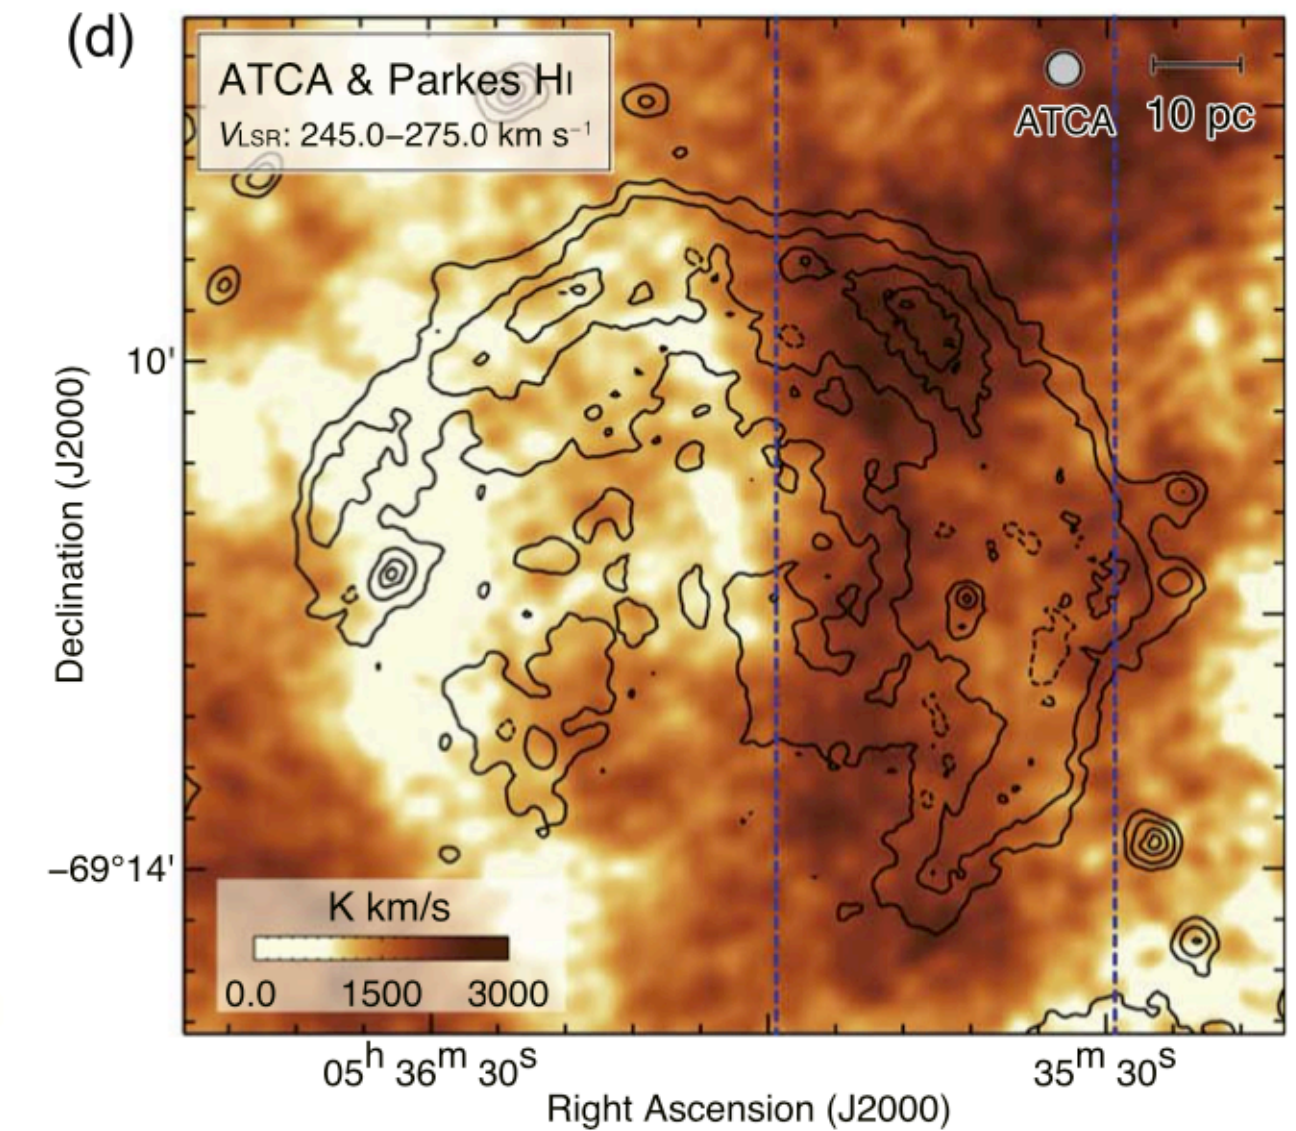 (d)
ATCA & Parkes HI
VLSR: 245.0–275.0 km s−1
ATCA
10 pc
10'
Declination (J2000)
−69°14'
K km/s
0.0 1500 3000
05h 36m 30s 35m 30s
Right Ascension (J2000)